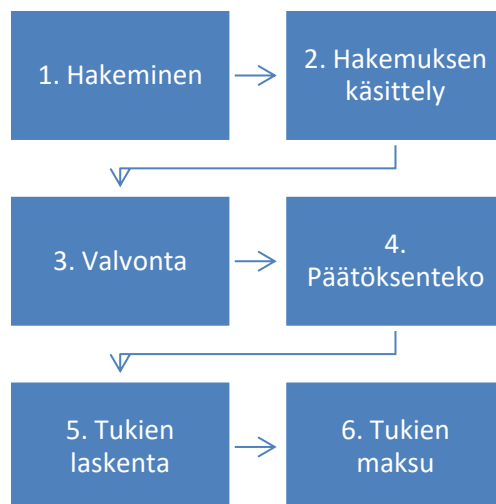 1. Hakeminen
2. Hakemuksen
käsittely
3. Valvonta
4.
Päätöksenteko
5. Tukien
laskenta
6. Tukien
maksu